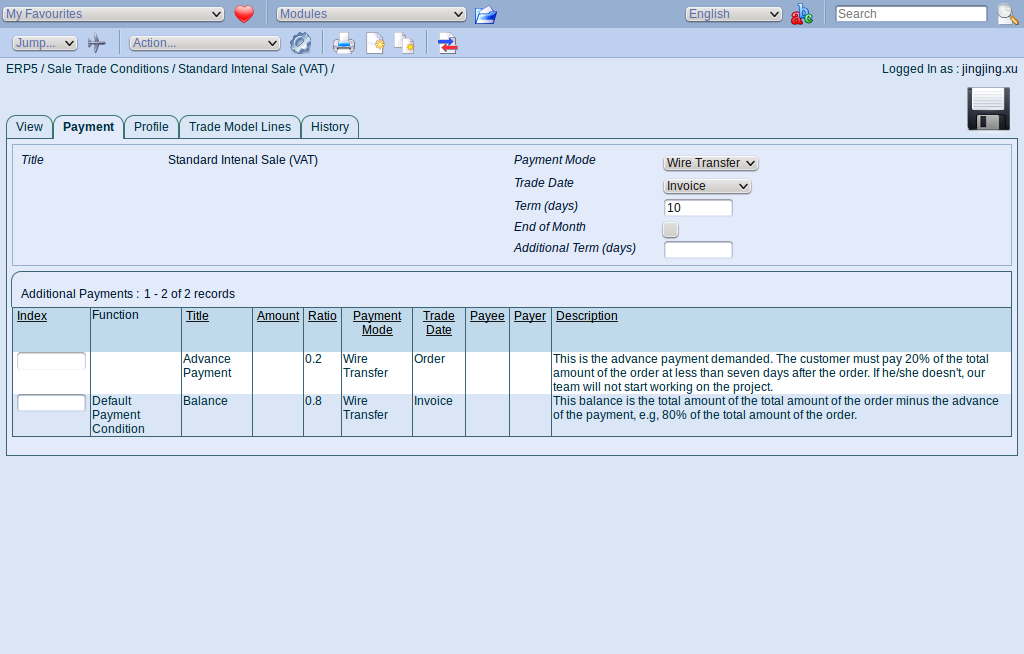 My Favourites Modules English Search
Jump... Action...
ERP5 / Sale Trade Conditions / Standard Intenal Sale (VAT) / Logged In as : jingjing.xu
View Payment Profile Trade Model Lines History
Title Standard Intenal Sale (VAT) Payment Mode Wire Transfer
Trade Date Invoice
Term (days) 10
End of Month
Additional Term (days)
Additional Payments : 1 - 2 of 2 records
Index Function Title Amount Ratio Payment Mode Trade Date Payee Payer Description
Advance Payment 0.2 Wire Transfer Order This is the advance payment demanded. The customer must pay 20% of the total
amount of the order at less than seven days after the order. If he/she doesn't, our
team will not start working on the project.
Default Payment Condition Balance 0.8 Wire Transfer Invoice This balance is the total amount of the total amount of the order minus the advance
of the payment, e.g, 80% of the total amount of the order.